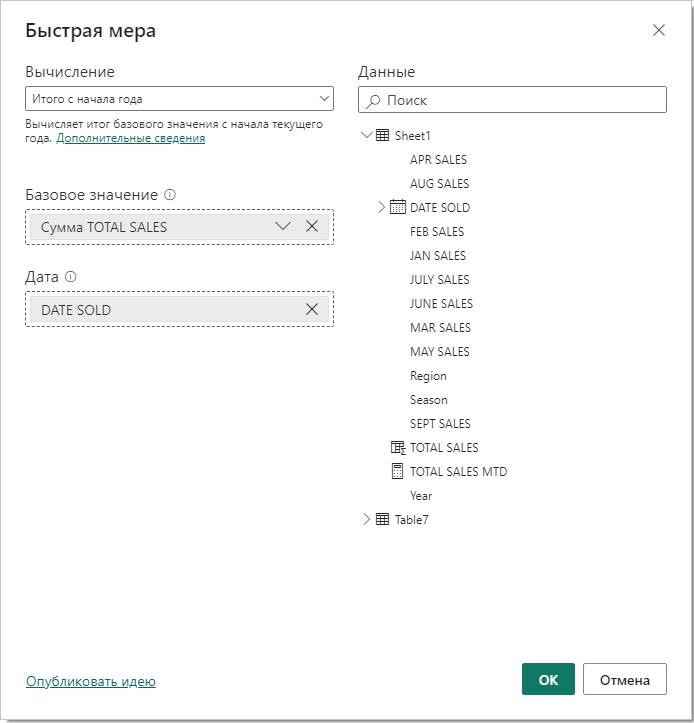 Быстрая мера
Вычисление
Итого с начала года
Вычисляет итог базового значения с начала текущего
года. Дополнительные сведения
Базовое значение
Сумма TOTAL SALES
Дата
DATE SOLD
Данные
Поиск
Sheet1
APR SALES
AUG SALES
DATE SOLD
FEB SALES
JAN SALES
JULY SALES
JUNE SALES
MAR SALES
MAY SALES
Region
Season
SEPT SALES
TOTAL SALES
TOTAL SALES MTD
Year
Table7
Опубликовать идею
ОК
Отмена